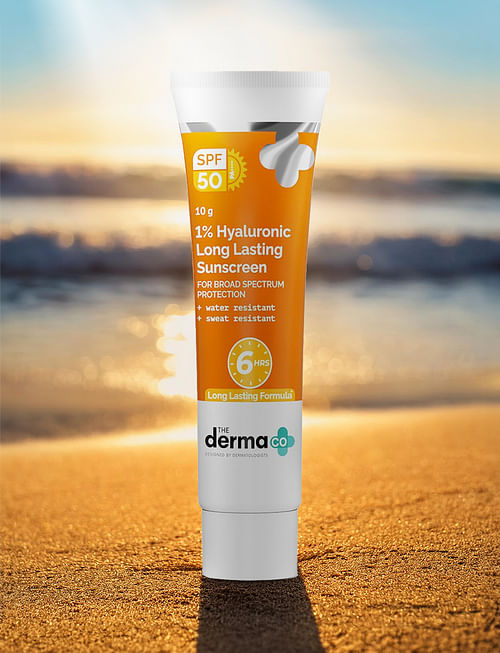 SPF
50
PA++++
10 g
1% Hyaluronic
Long Lasting
Sunscreen
FOR BROAD SPECTRUM
PROTECTION
+ water resistant
+ sweat resistant
6 HRS
Long Lasting Formula*
THE
derma co
DESIGNED BY DERMATOLOGISTS